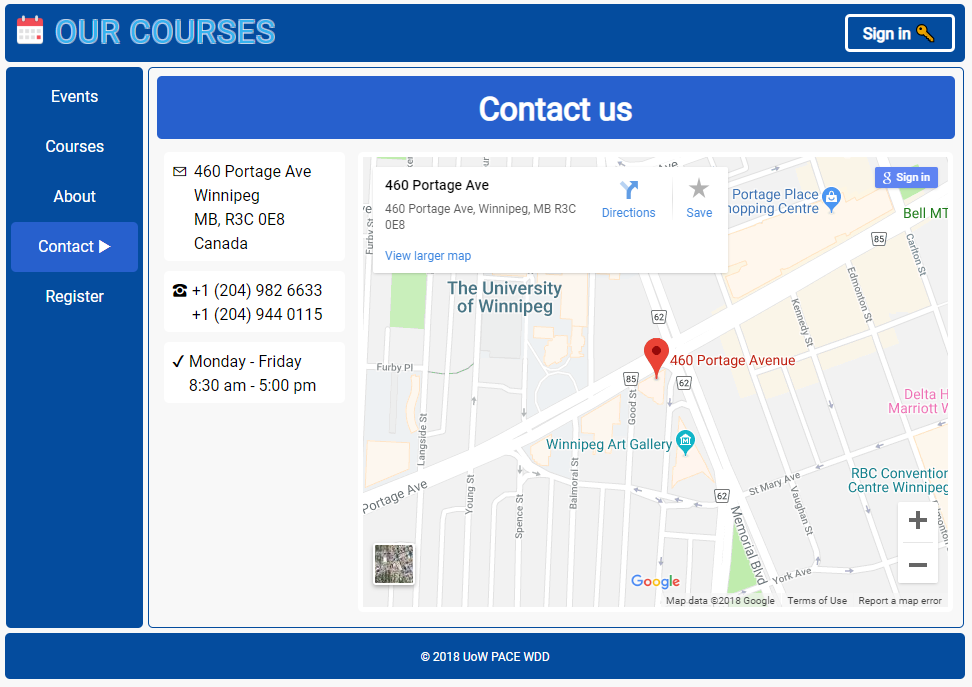 OUR COURSES
Sign in
Events
Courses
About
Contact
Register
Contact us
460 Portage Ave
Winnipeg
MB, R3C 0E8
Canada
+1 (204) 982 6633
+1 (204) 944 0115
Monday - Friday
8:30 am - 5:00 pm
460 Portage Ave
460 Portage Ave, Winnipeg, MB R3C
0E8
View larger map
Directions
Save
Sign in
Portage Place
hopping Centre
Bell MT
85
Carlton St
Edmonton St
Kennedy St
Furby St
The University
of Winnipeg
62
460 Portage Avenue
Furby Pl
85
62
Good St
Delta H
Marriott W
Langside St
Winnipeg Art Gallery
RBC Convention
Centre Winnipeg
St Mary Ave
Portage Ave
Young St
Spence St
Balmoral St
62
Vaughan St
Memorial Blvd
York Ave
Google
Map data ©2018 Google
Terms of Use
Report a map error
© 2018 UoW PACE WDD